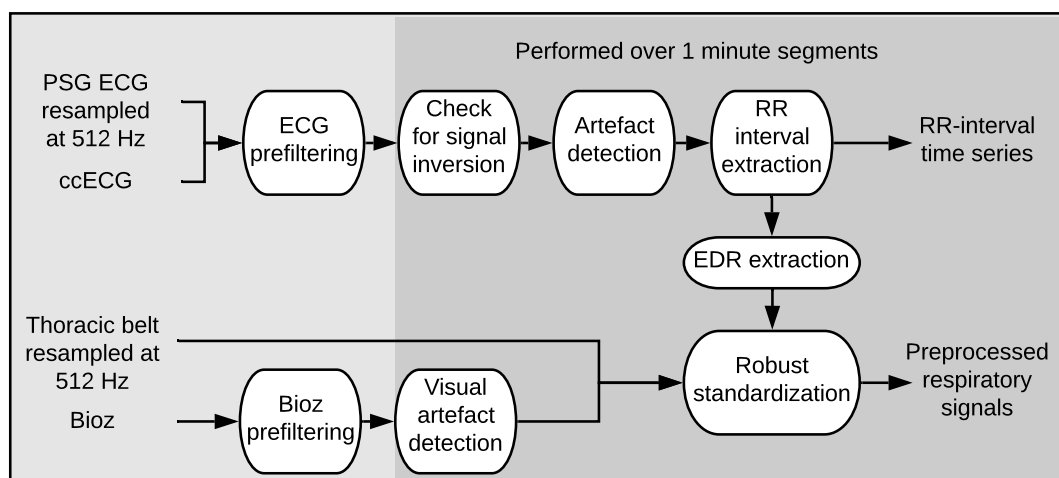 Performed over 1 minute segments
PSG ECG
resampled
at 512 Hz
ccECG
ECG
prefiltering
Check
for signal
inversion
Artefact
detection
RR
interval
extraction
RR-interval
time series
EDR extraction
Thoracic belt
resampled at
512 Hz
Bioz
Bioz
prefiltering
Visual
artefact
detection
Robust
standardization
Preprocessed
respiratory
signals